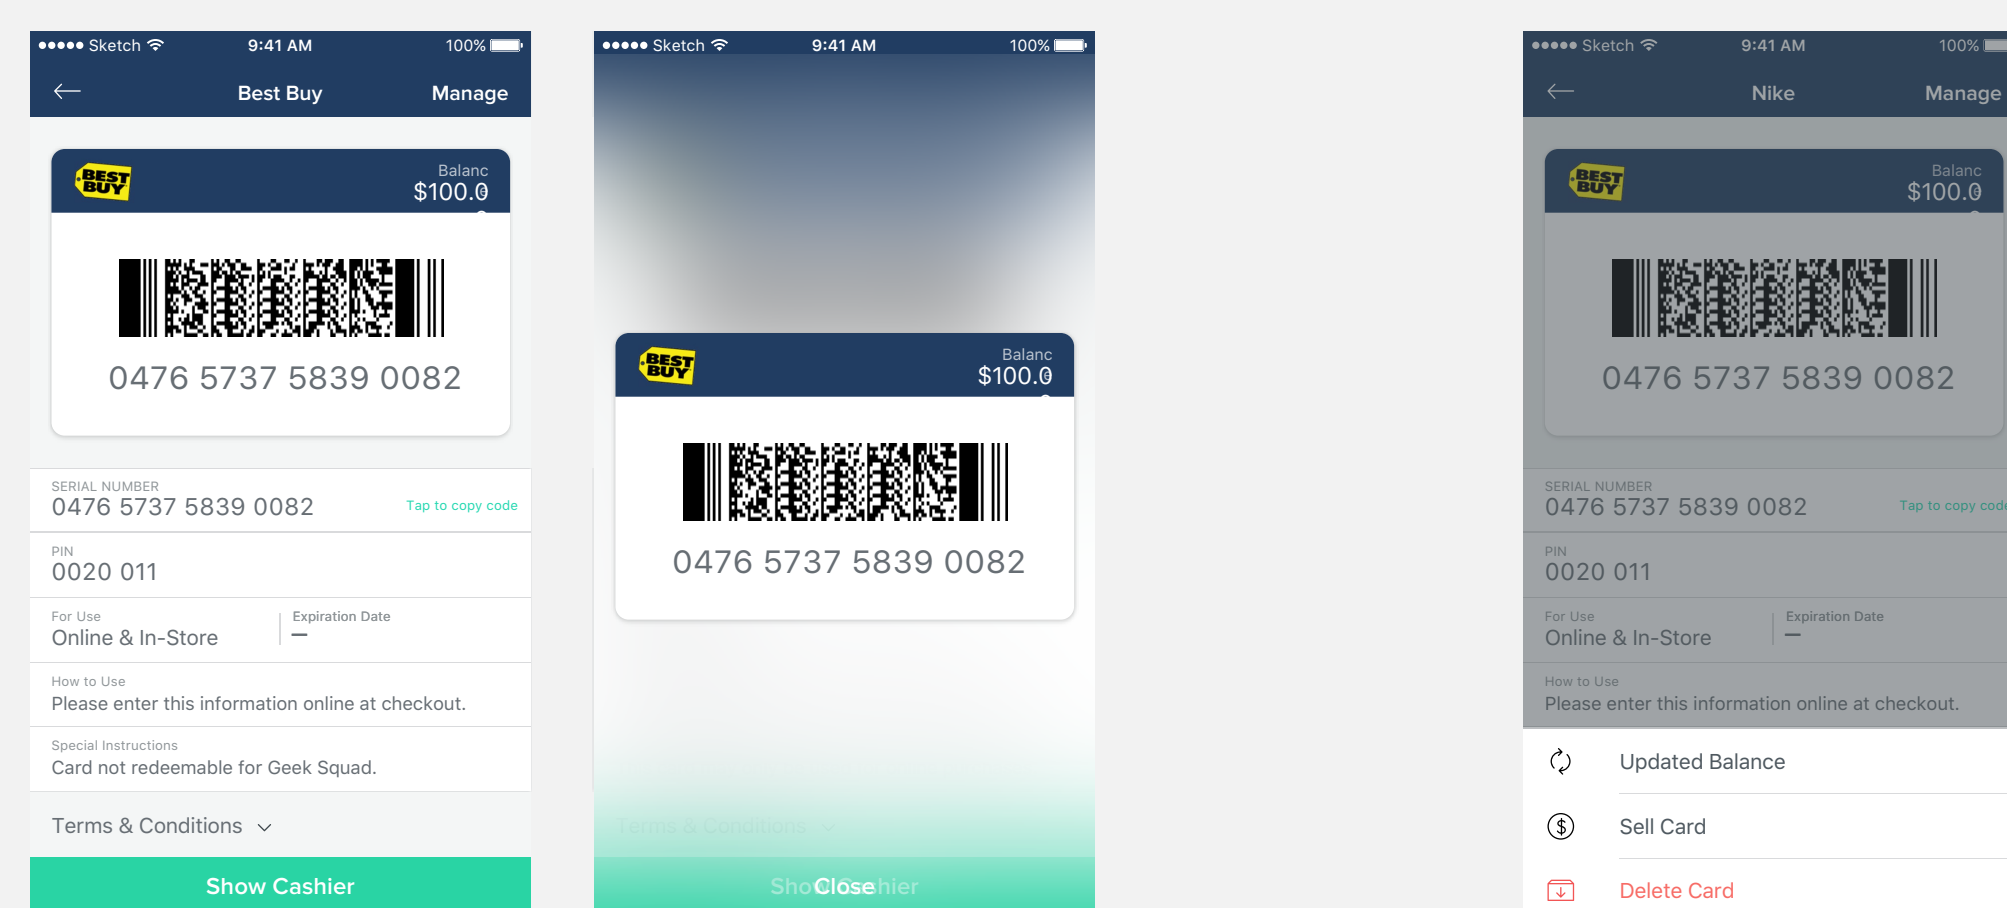 Sketch 9:41 AM 100%
Best Buy Manage
BEST BUY
Balanc
$100.0
0476 5737 5839 0082
SERIAL NUMBER
0476 5737 5839 0082 Tap to copy code
PIN
0020 011
For Use Expiration Date
Online & In-Store —
How to Use
Please enter this information online at checkout.
Special Instructions
Card not redeemable for Geek Squad.
Terms & Conditions
Show Cashier
Sketch 9:41 AM 100%
BEST BUY
Balanc
$100.0
0476 5737 5839 0082
Terms & Conditions
Show Cashier
Close
Sketch 9:41 AM 100%
Nike Manage
BEST BUY
Balanc
$100.0
0476 5737 5839 0082
SERIAL NUMBER
0476 5737 5839 0082 Tap to copy code
PIN
0020 011
For Use Expiration Date
Online & In-Store —
How to Use
Please enter this information online at checkout.
Updated Balance
Sell Card
Delete Card